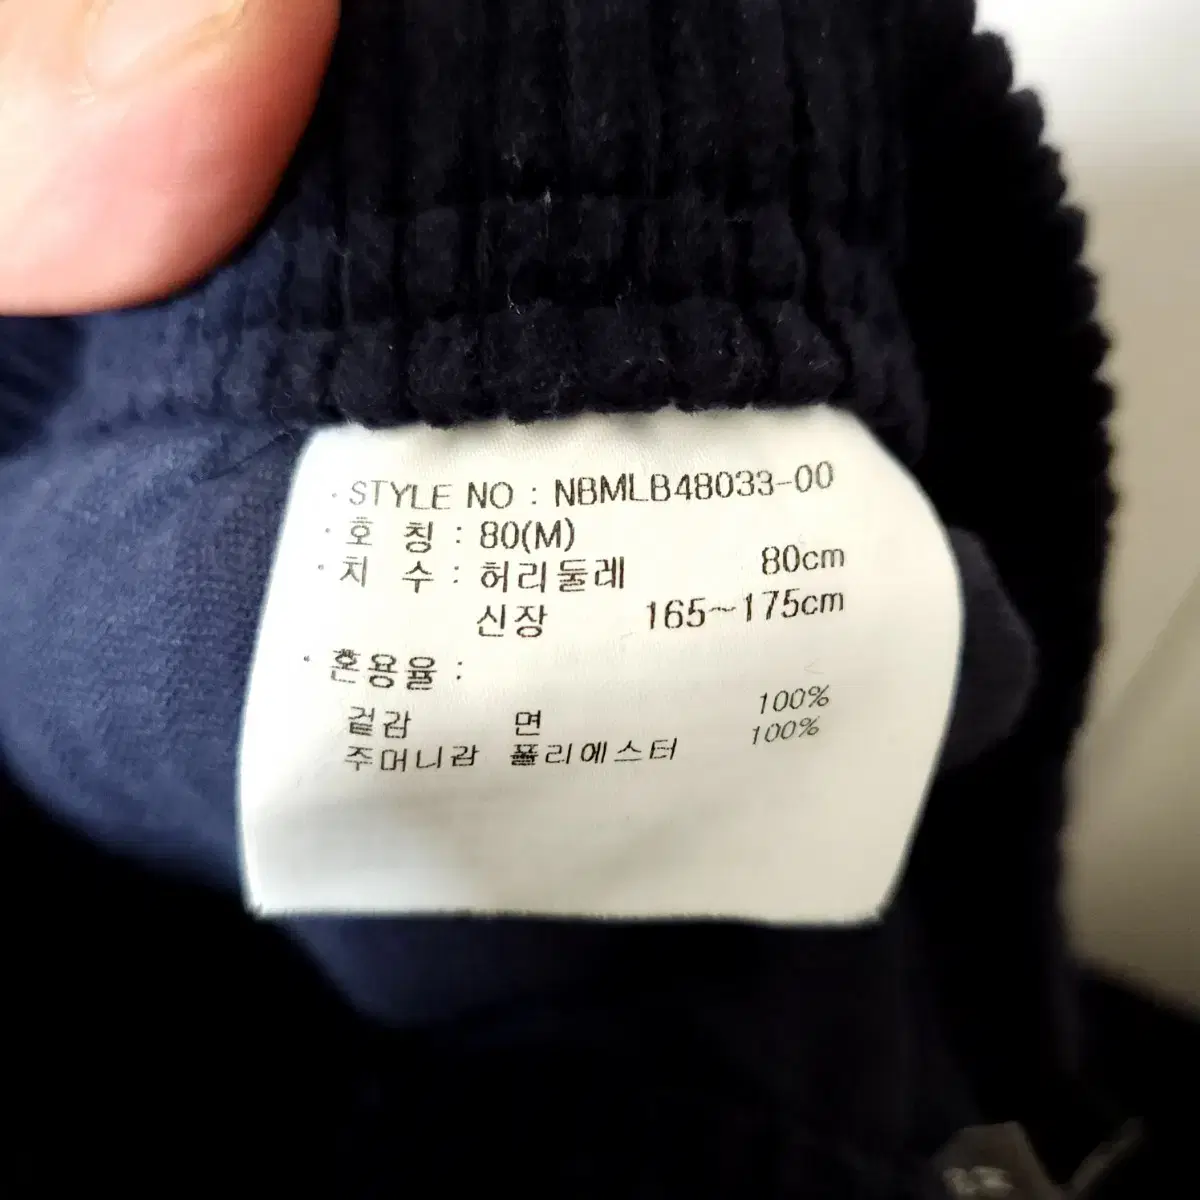 · STYLE NO : NBMLB48033-00
· 호 칭 : 80(M)
· 치 수 : 허리둘레 80cm
신장 165~175cm
· 혼용율 :
겉감 면 100%
주머니감 폴리에스터 100%